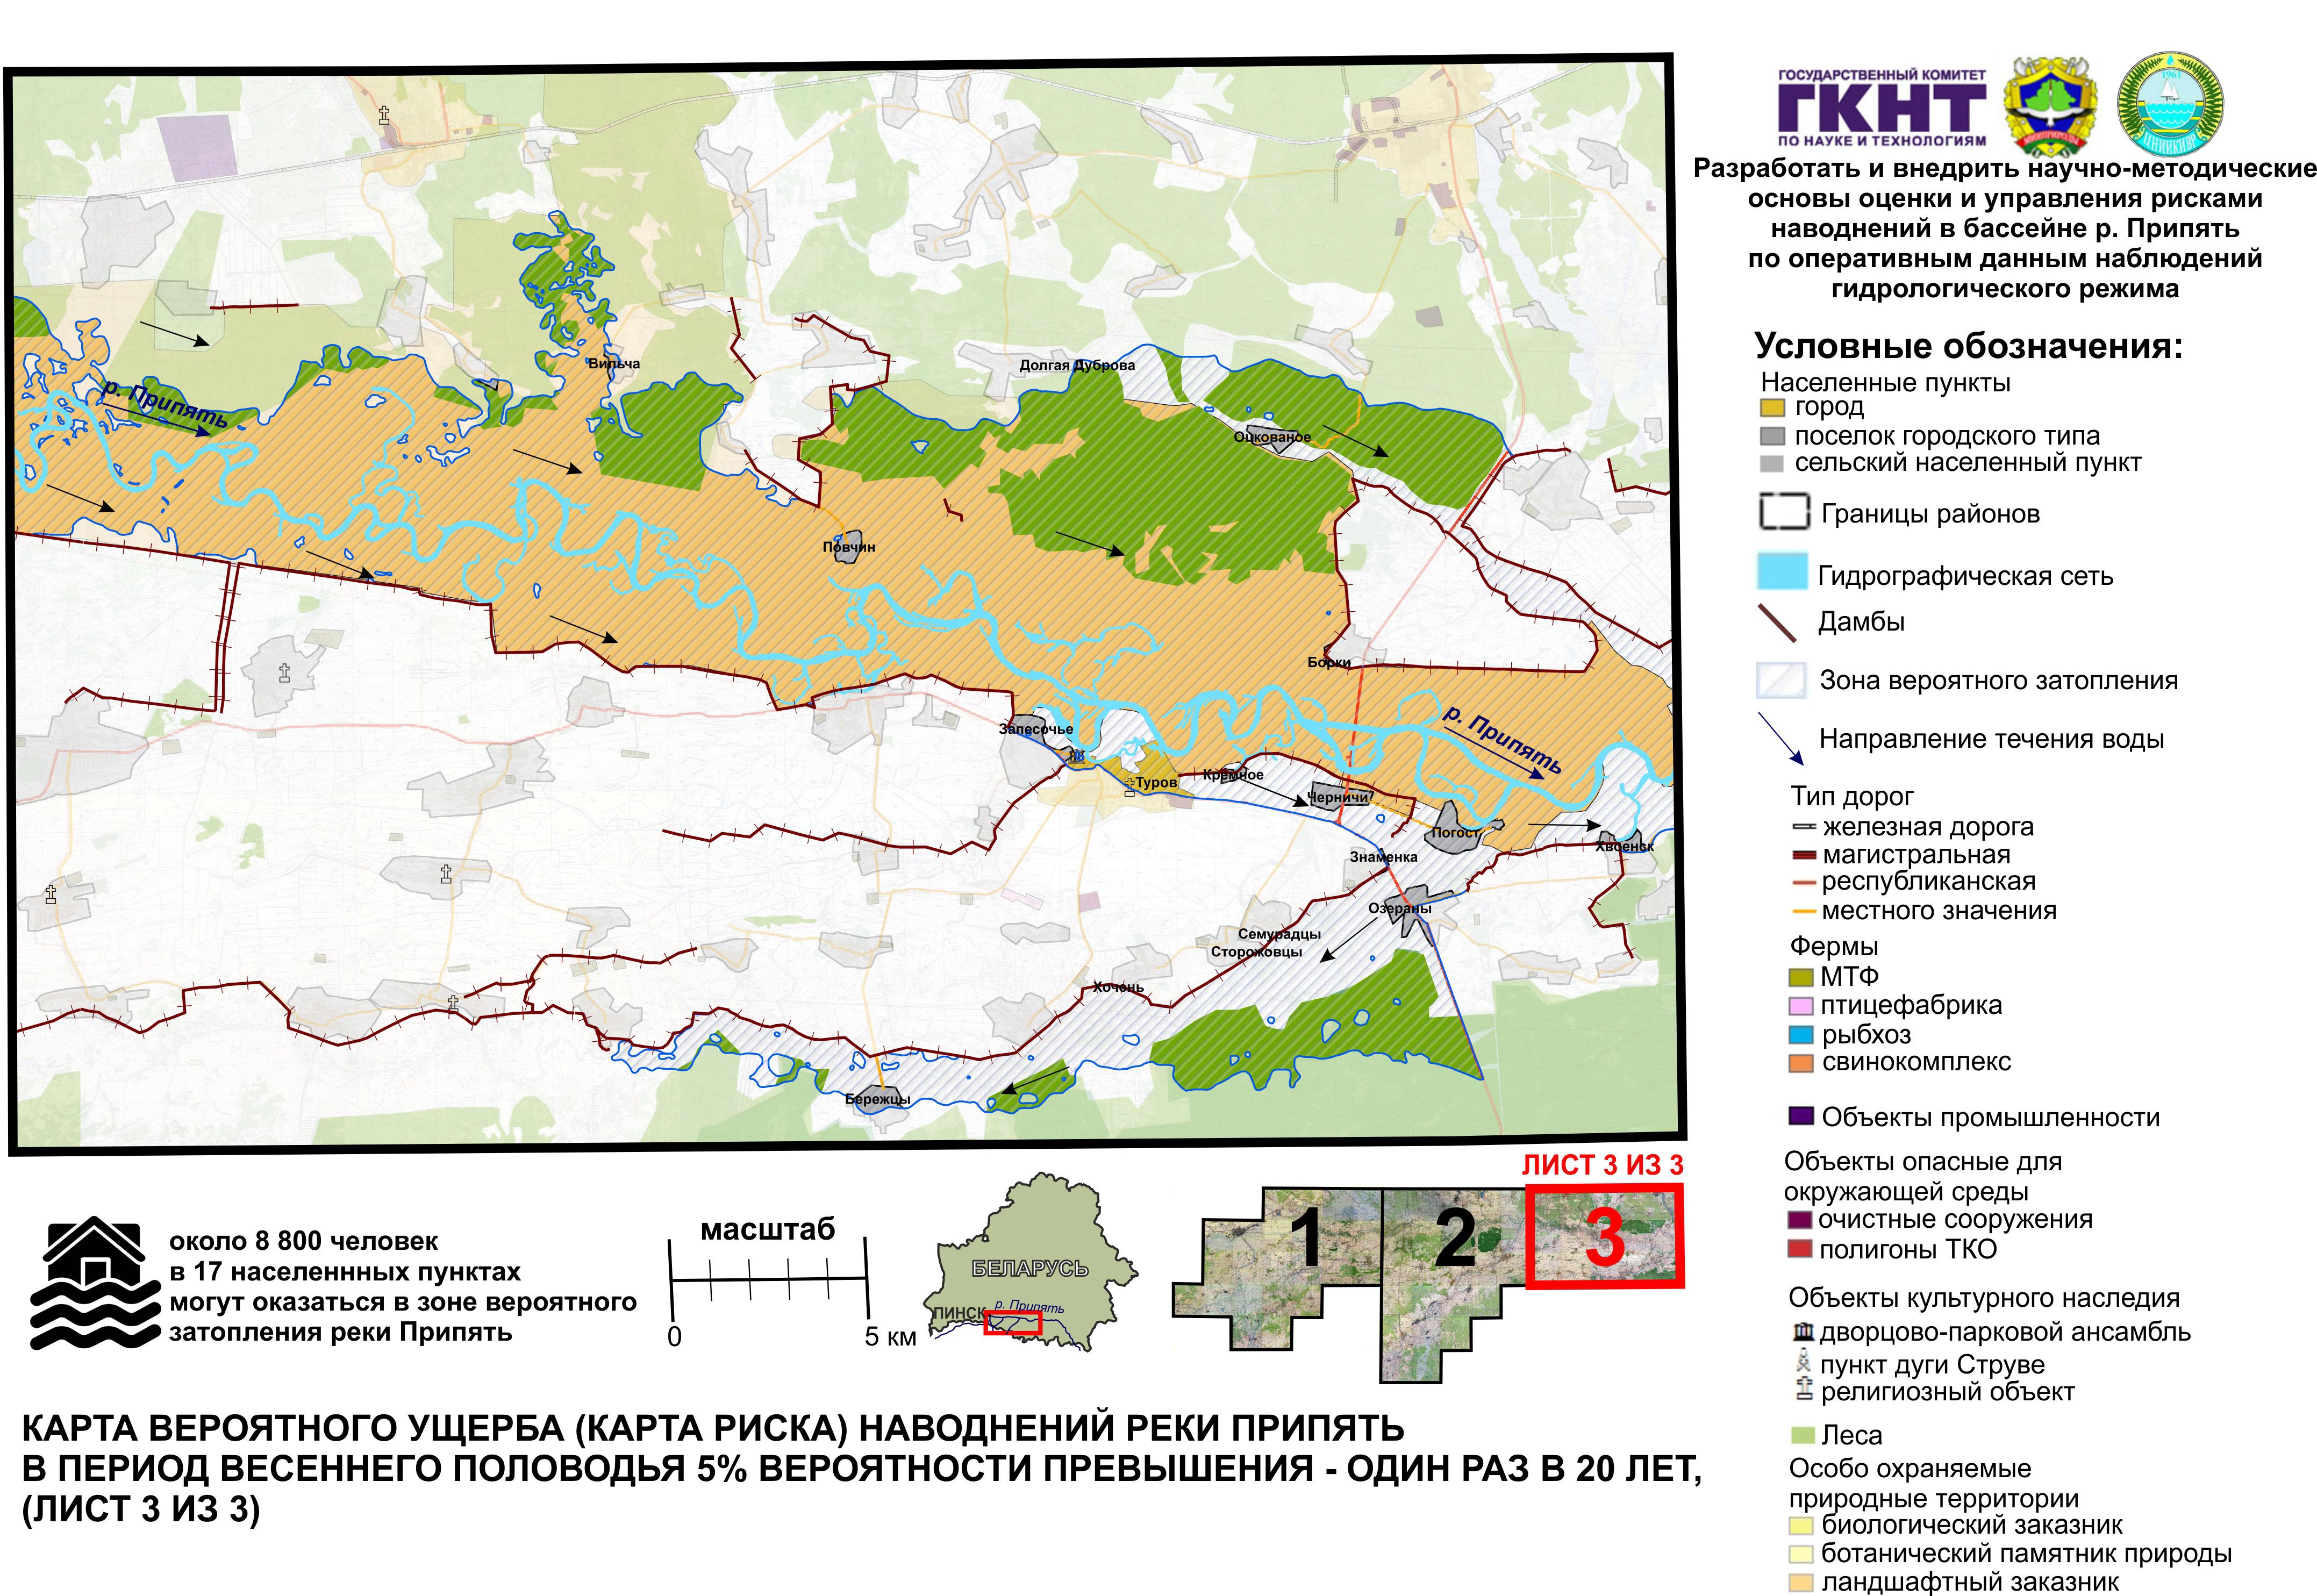 ГОСУДАРСТВЕННЫЙ КОМИТЕТ
ГКНТ
ПО НАУКЕ И ТЕХНОЛОГИЯМ
1961
Разработать и внедрить научно-методические
основы оценки и управления рисками
наводнений в бассейне р. Припять
по оперативным данным наблюдений
гидрологического режима
Условные обозначения:
Населенные пункты
город
поселок городского типа
сельский населенный пункт
Границы районов
Гидрографическая сеть
Дамбы
Зона вероятного затопления
Направление течения воды
Тип дорог
железная дорога
магистральная
республиканская
местного значения
Фермы
МТФ
птицефабрика
рыбхоз
свинокомплекс
Объекты промышленности
Объекты опасные для
окружающей среды
очистные сооружения
полигоны ТКО
Объекты культурного наследия
дворцово-парковой ансамбль
пункт дуги Струве
религиозный объект
Леса
Особо охраняемые
природные территории
биологический заказник
ботанический памятник природы
ландшафтный заказник
Вильча
Долгая Дуброва
р. Припять
Оцкованое
Повчин
Борки
Запесочье
р. Припять
Туров
Кремное
Черничи
Погост
Хвоенск
Знаменка
Озераны
Семурадцы
Сторожовцы
Хочень
Бережцы
ЛИСТ 3 ИЗ 3
1
2
3
около 8 800 человек
в 17 населеннных пунктах
могут оказаться в зоне вероятного
затопления реки Припять
масштаб
0
5 км
БЕЛАРУСЬ
ПИНСК
р. Припять
КАРТА ВЕРОЯТНОГО УЩЕРБА (КАРТА РИСКА) НАВОДНЕНИЙ РЕКИ ПРИПЯТЬ
В ПЕРИОД ВЕСЕННЕГО ПОЛОВОДЬЯ 5% ВЕРОЯТНОСТИ ПРЕВЫШЕНИЯ - ОДИН РАЗ В 20 ЛЕТ,
(ЛИСТ 3 ИЗ 3)